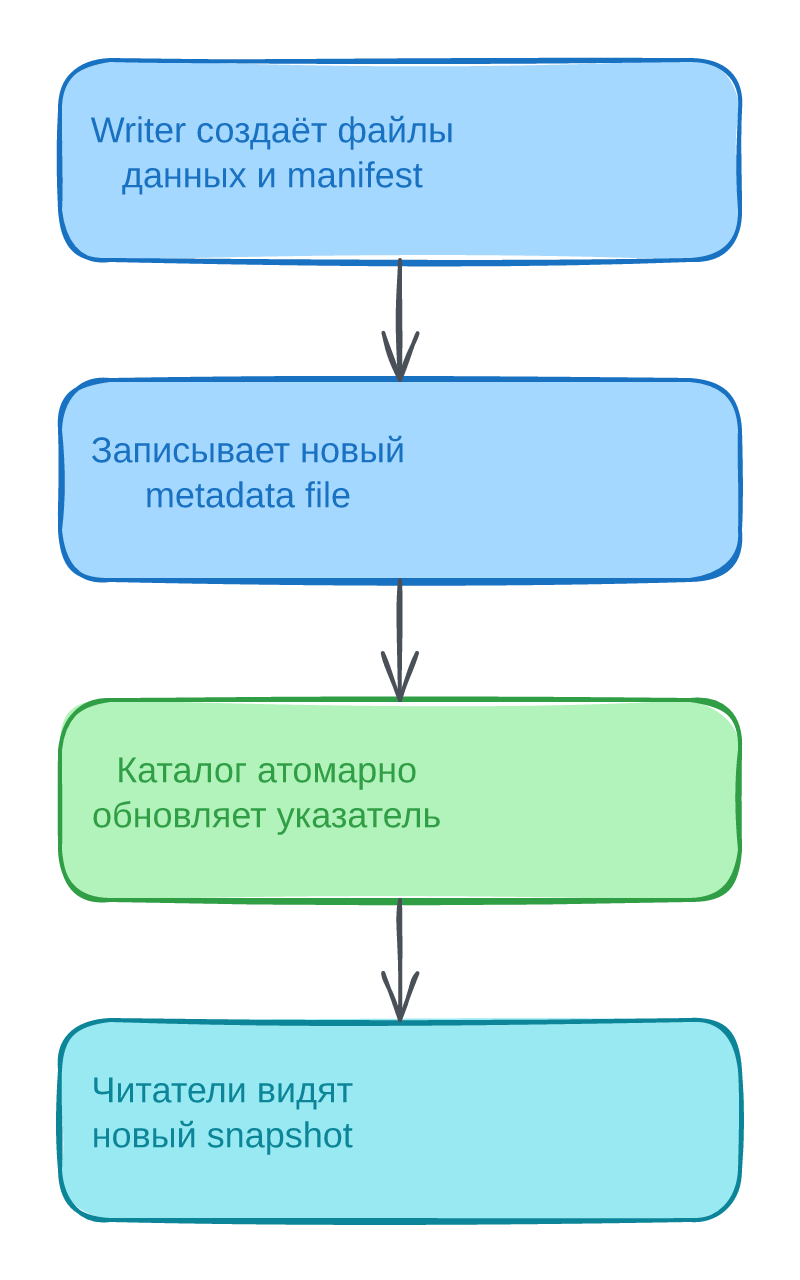 Writer создаёт файлы
данных и manifest
Записывает новый
metadata file
Каталог атомарно
обновляет указатель
Читатели видят
новый snapshot